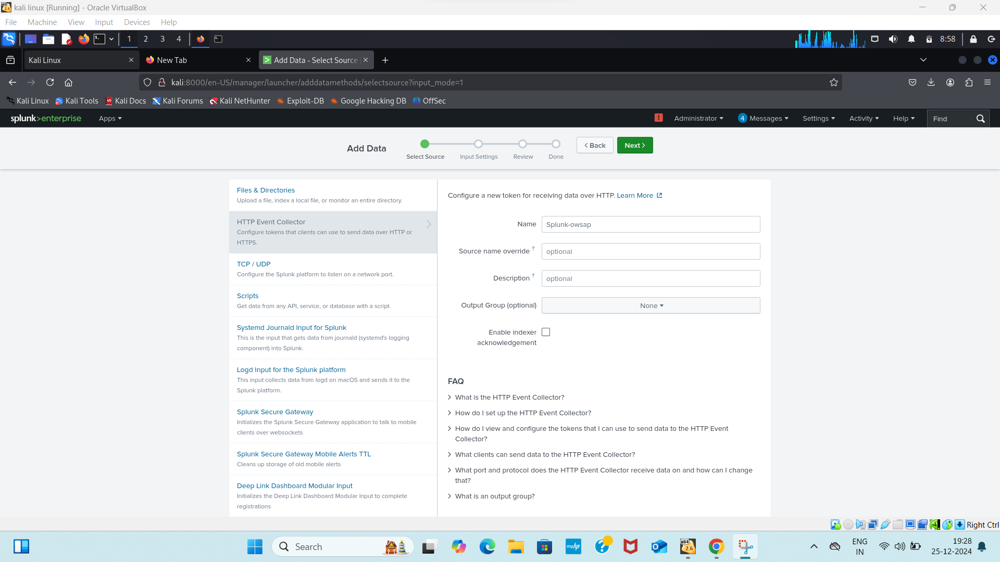 kali linux [Running] - Oracle VirtualBox
File Machine View Input Devices Help
1 2 3 4
8:58
Kali Linux
New Tab
Add Data - Select Source
kali:8000/en-US/manager/launcher/adddatamethods/selectsource?input_mode=1
Kali Linux Kali Tools Kali Docs Kali Forums Kali NetHunter Exploit-DB Google Hacking DB OffSec
splunk>enterprise Apps
! Administrator 4 Messages Settings Activity Help Find
Add Data
Select Source Input Settings Review Done
< Back
Next >
Files & Directories
Upload a file, index a local file, or monitor an entire directory.
HTTP Event Collector
Configure tokens that clients can use to send data over HTTP or
HTTPS.
TCP / UDP
Configure the Splunk platform to listen on a network port.
Scripts
Get data from any API, service, or database with a script.
Systemd Journald Input for Splunk
This is the input that gets data from journald (systemd's logging
component) into Splunk.
Logd Input for the Splunk platform
This input collects data from logd on macOS and sends it to the
Splunk platform.
Splunk Secure Gateway
Initializes the Splunk Secure Gateway application to talk to mobile
clients over websockets
Splunk Secure Gateway Mobile Alerts TTL
Cleans up storage of old mobile alerts
Deep Link Dashboard Modular Input
Initializes the Deep Link Dashboard Modular Input to complete
registrations
Configure a new token for receiving data over HTTP. Learn More
Name Splunk-owsap
Source name override ? optional
Description ? optional
Output Group (optional) None
Enable indexer
acknowledgement
FAQ
What is the HTTP Event Collector?
How do I set up the HTTP Event Collector?
How do I view and configure the tokens that I can use to send data to the HTTP Event
Collector?
What clients can send data to the HTTP Event Collector?
What port and protocol does the HTTP Event Collector receive data on and how can I change
that?
What is an output group?
Right Ctrl
Search
myhp
x64
2.6
ENG
IN
19:28
25-12-2024